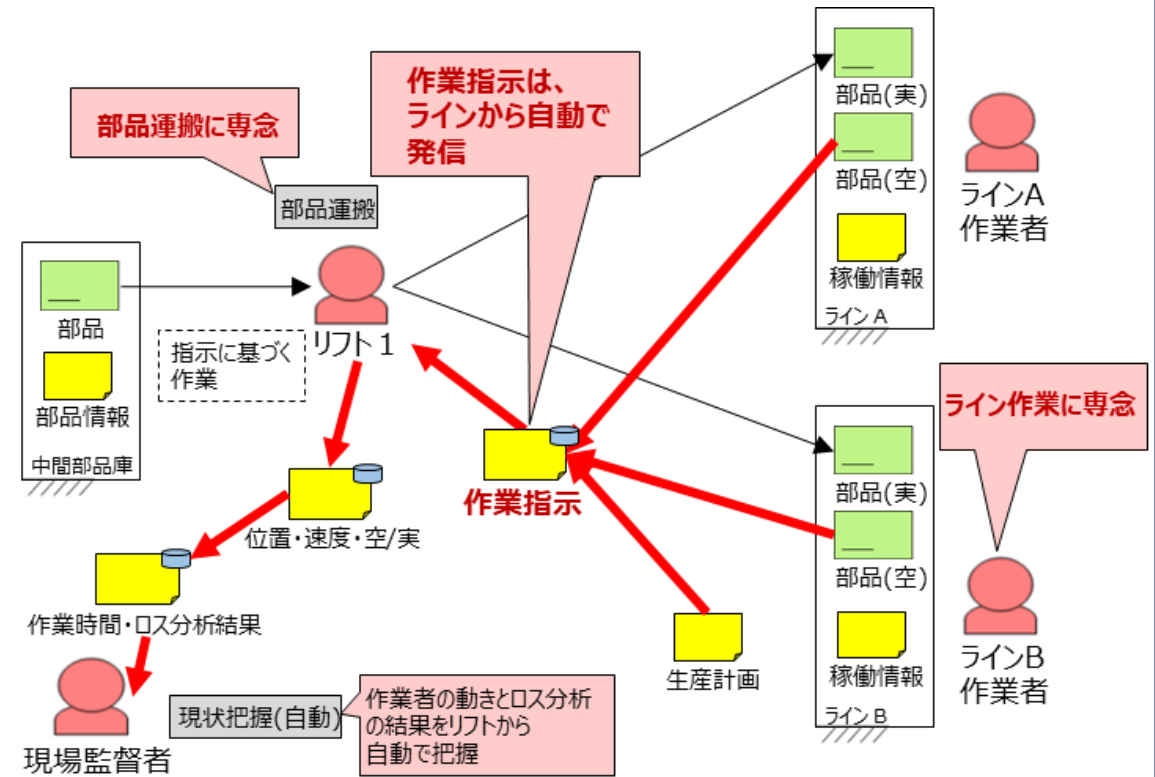 作業指示は、
ラインから自動で
発信
部品運搬に専念
部品運搬
部品(実)
部品(空)
稼働情報
ライン A
ラインA
作業者
部品
部品情報
中間部品庫
指示に基づく
作業
リフト1
作業指示
位置・速度・空/実
作業時間・ロス分析結果
現場監督者
現状把握(自動)
作業者の動きとロス分析
の結果をリフトから
自動で把握
生産計画
ライン作業に専念
部品(実)
部品(空)
稼働情報
ライン B
ラインB
作業者